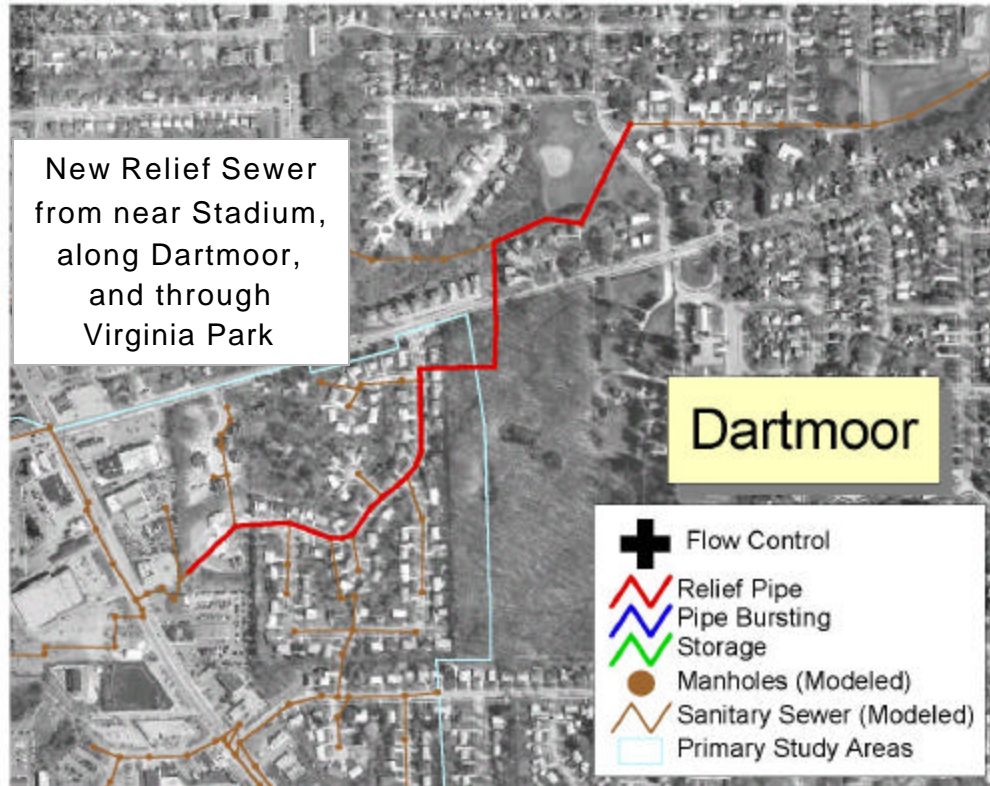 New Relief Sewer
from near Stadium,
along Dartmoor,
and through
Virginia Park
Dartmoor
Flow Control
Relief Pipe
Pipe Bursting
Storage
Manholes (Modeled)
Sanitary Sewer (Modeled)
Primary Study Areas